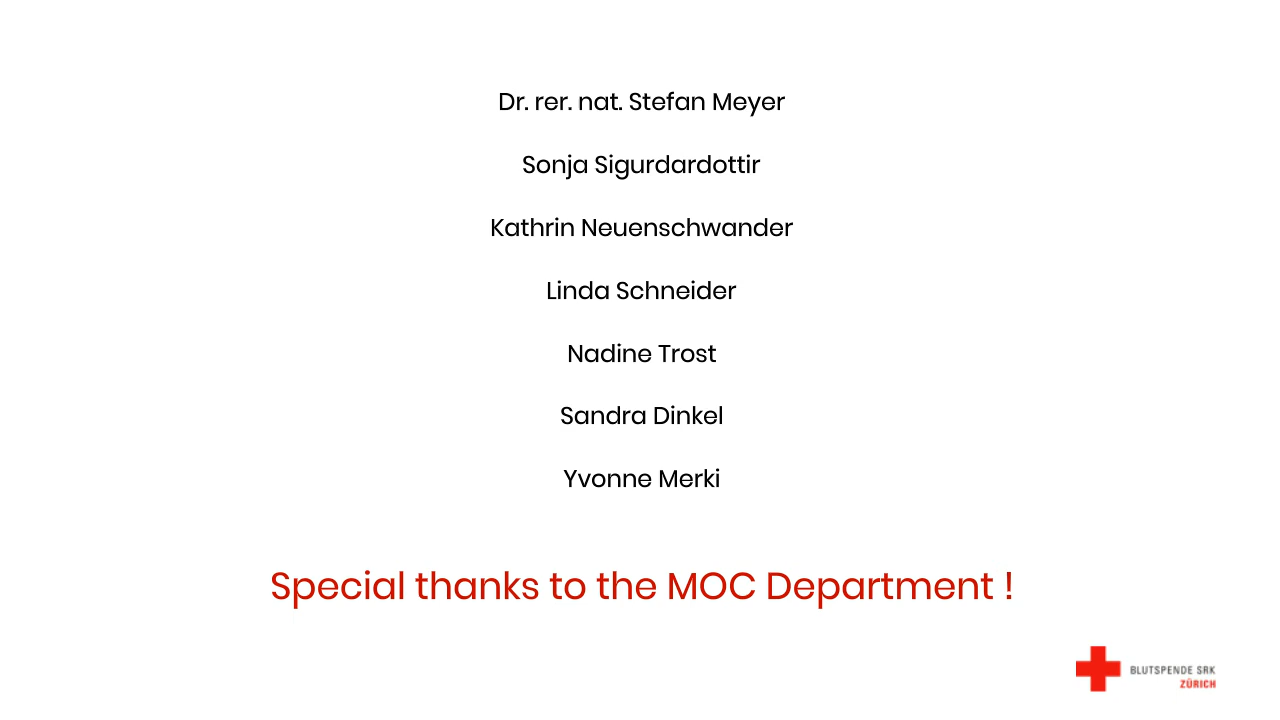 Dr. rer. nat. Stefan Meyer
Sonja Sigurdardottir
Kathrin Neuenschwander
Linda Schneider
Nadine Trost
Sandra Dinkel
Yvonne Merki
Special thanks to the MOC Department !
BLUTSPENDE SRK
ZÜRICH